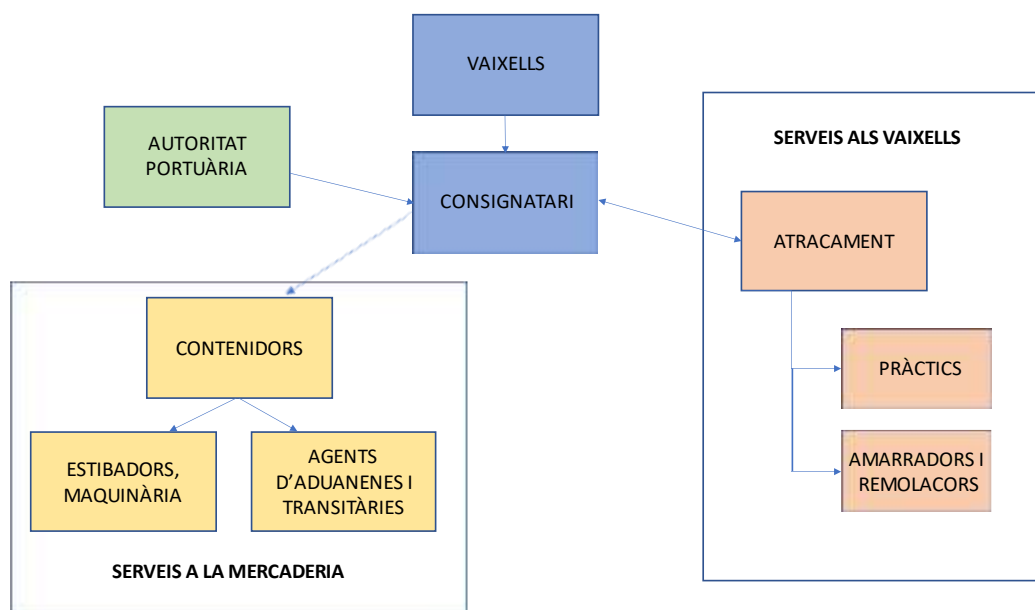 VAIXELLS
AUTORITAT
PORTUÀRIA
CONSIGNATARI
SERVEIS ALS VAIXELLS
ATRACAMENT
PRÀCTICS
AMARRADORS I
REMOLACORS
CONTENIDORS
ESTIBADORS,
MAQUINÀRIA
AGENTS
D’ADUANENES I
TRANSITÀRIES
SERVEIS A LA MERCADERIA